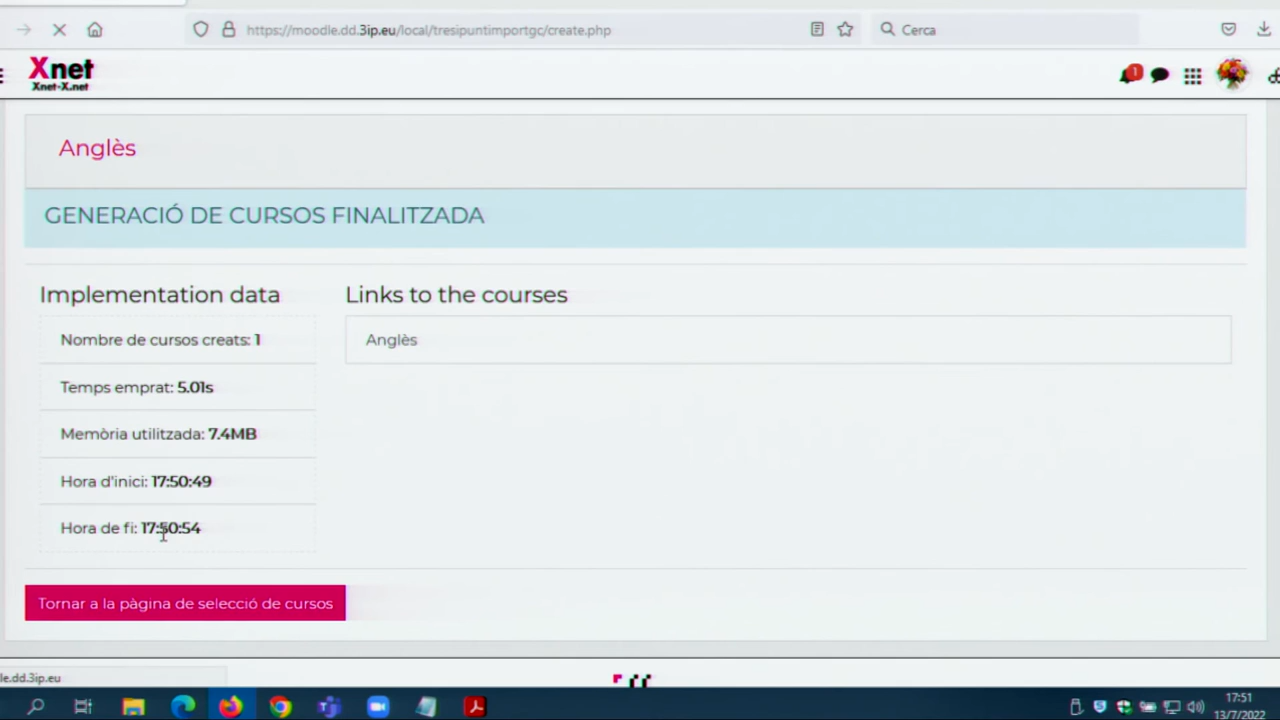 https://moodle.dd.3ip.eu/local/tresipuntimportgc/create.php
Cerca
Xnet
Xnet-X.net
1
Anglès
GENERACIÓ DE CURSOS FINALITZADA
Implementation data
Links to the courses
Nombre de cursos creats: 1
Anglès
Temps emprat: 5.01s
Memòria utilitzada: 7.4MB
Hora d'inici: 17:50:49
Hora de fi: 17:50:54
Tornar a la pàgina de selecció de cursos
le.dd.3ip.eu
17:51
13/7/2022